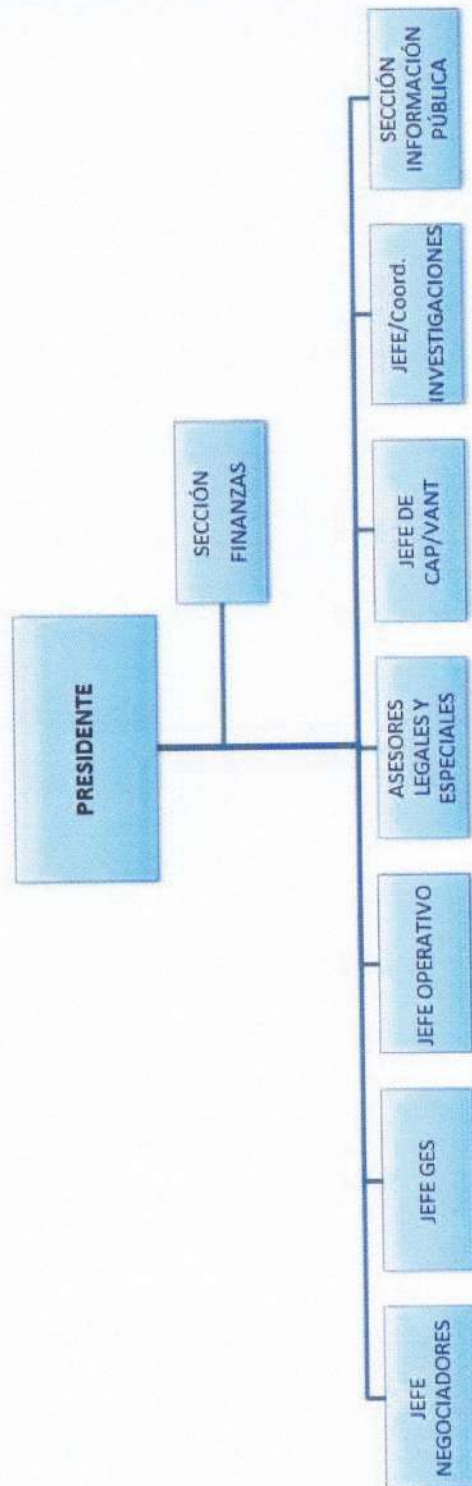 PRESIDENTE
SECCIÓN
FINANZAS
JEFE
NEGOCIADORES
JEFE GES
JEFE OPERATIVO
ASESORES
LEGALES Y
ESPECIALES
JEFE DE
CAP/VANT
JEFE/Coord.
INVESTIGACIONES
SECCIÓN
INFORMACIÓN
PÚBLICA